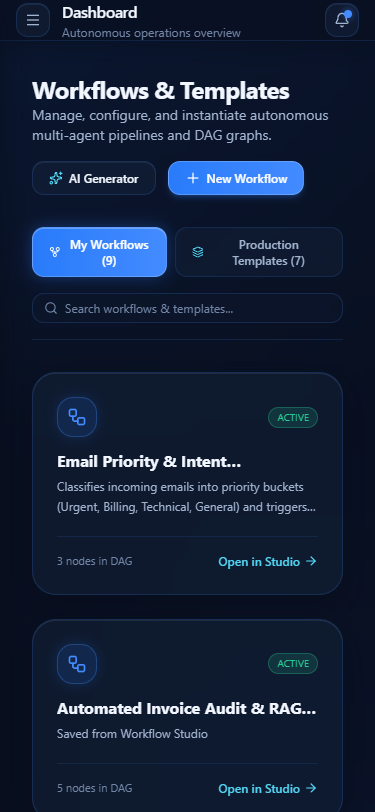 Dashboard
Autonomous operations overview
Workflows & Templates
Manage, configure, and instantiate autonomous
multi-agent pipelines and DAG graphs.
AI Generator
New Workflow
My Workflows
(9)
Production
Templates (7)
Search workflows & templates...
ACTIVE
Email Priority & Intent...
Classifies incoming emails into priority buckets
(Urgent, Billing, Technical, General) and triggers...
3 nodes in DAG
Open in Studio →
ACTIVE
Automated Invoice Audit & RAG...
Saved from Workflow Studio
5 nodes in DAG
Open in Studio →